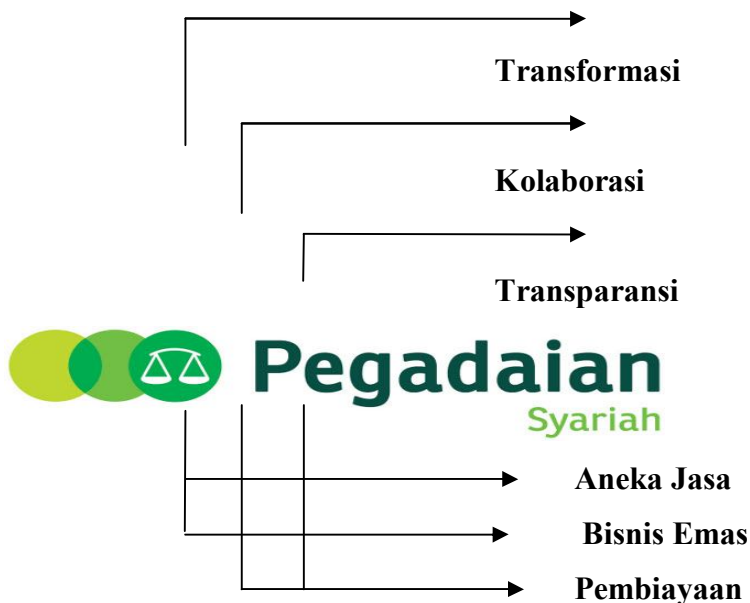 Transformasi
Kolaborasi
Transparansi
Pegadaian
Syariah
Aneka Jasa
Bisnis Emas
Pembiayaan